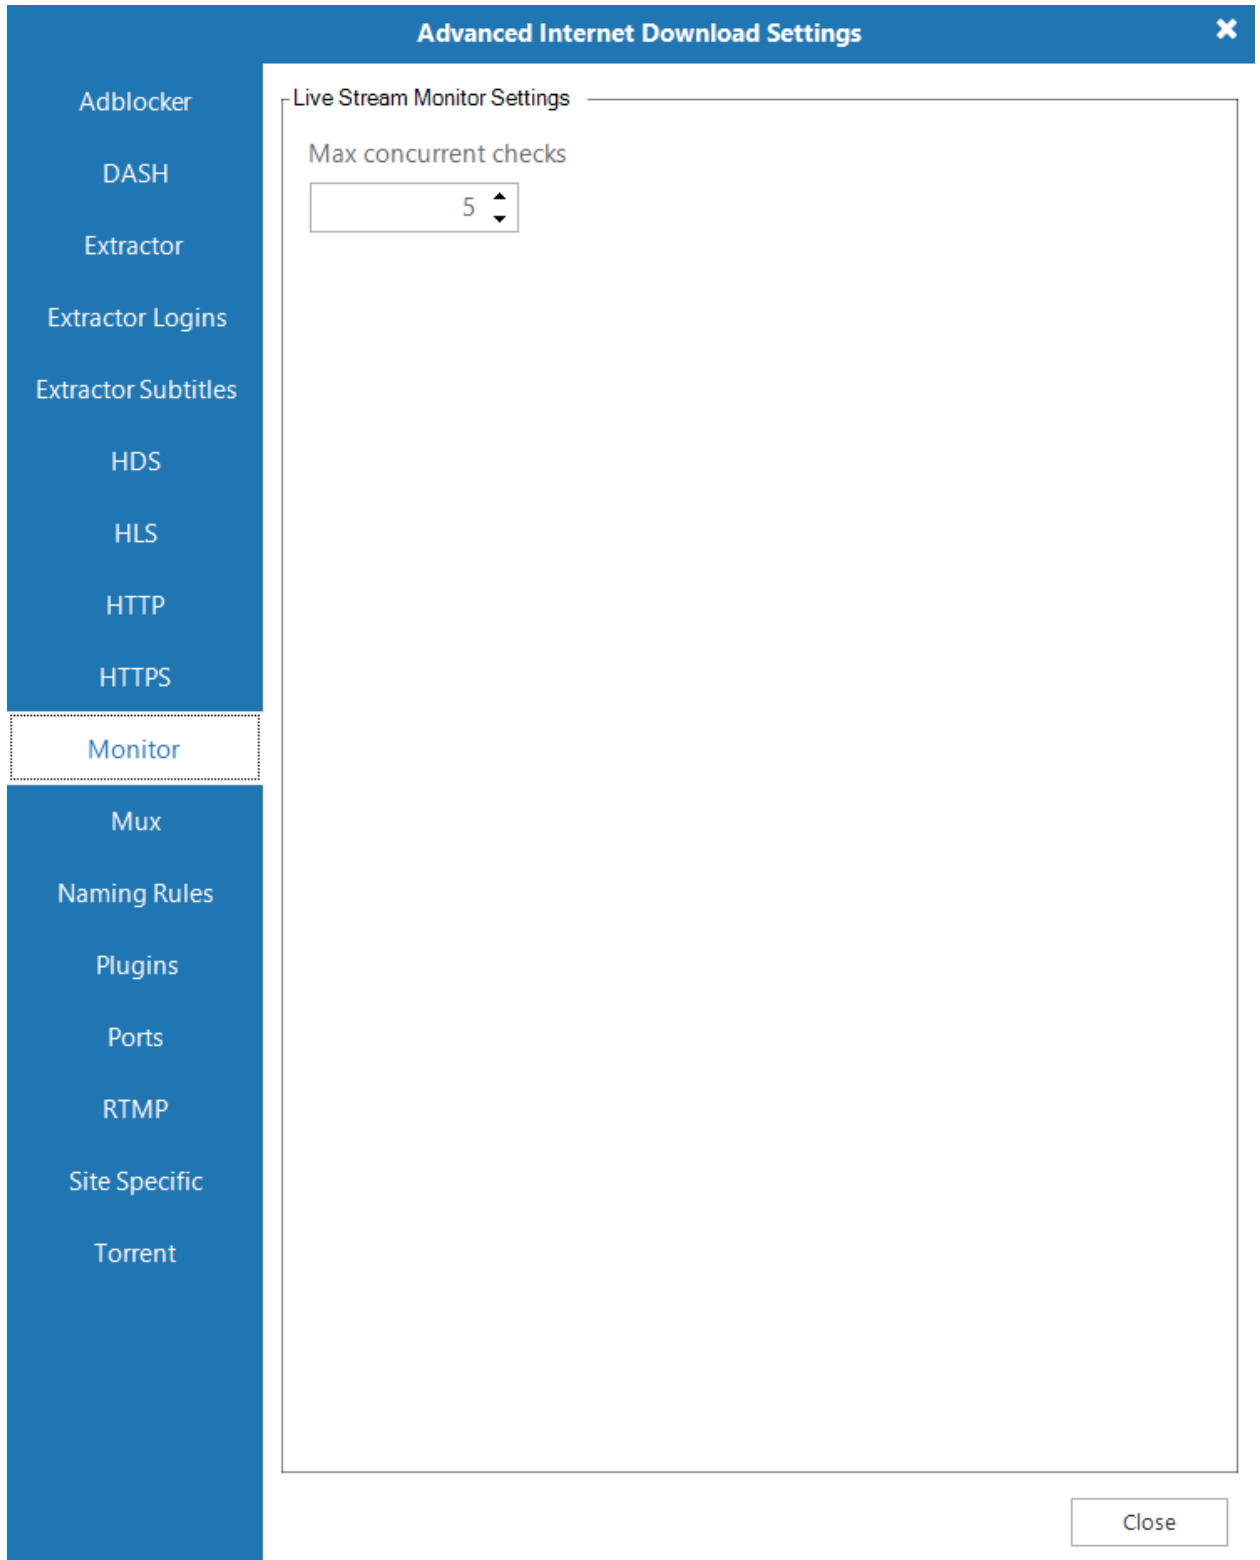 Advanced Internet Download Settings
Adblocker
DASH
Extractor
Extractor Logins
Extractor Subtitles
HDS
HLS
HTTP
HTTPS
Monitor
Mux
Naming Rules
Plugins
Ports
RTMP
Site Specific
Torrent
Live Stream Monitor Settings
Max concurrent checks
5
Close